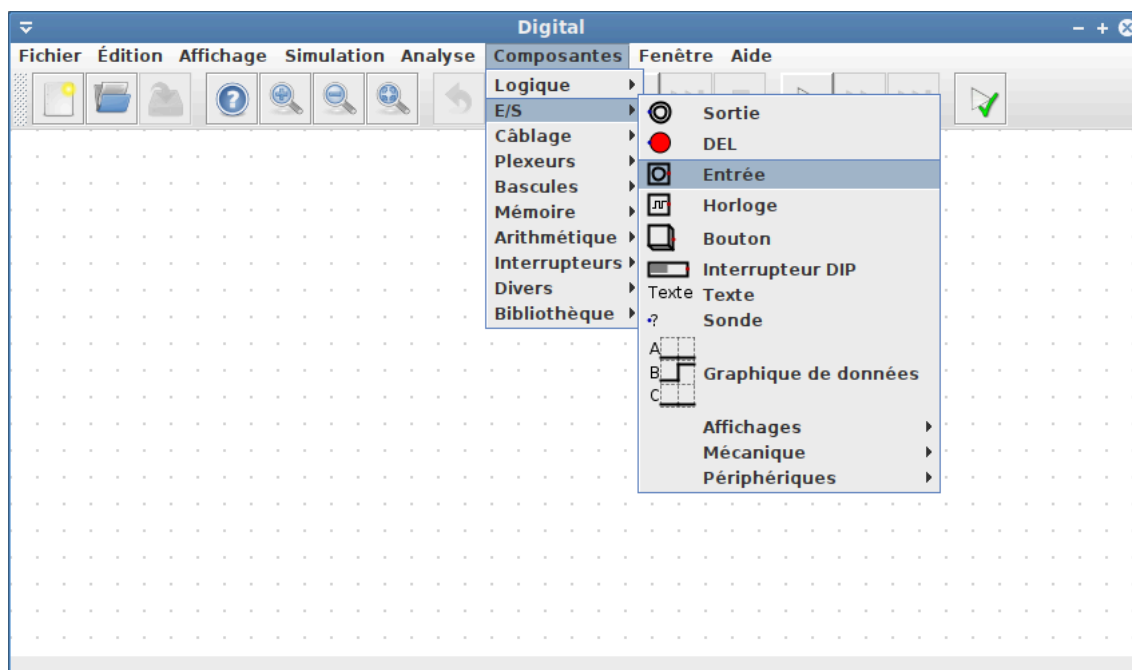 Digital
Fichier Édition Affichage Simulation Analyse Composantes Fenêtre Aide
Logique
E/S
Câblage
Plexeurs
Bascules
Mémoire
Arithmétique
Interrupteurs
Divers
Bibliothèque
Sortie
DEL
Entrée
Horloge
Bouton
Interrupteur DIP
Texte Texte
? Sonde
A
B Graphique de données
C
Affichages
Mécanique
Périphériques